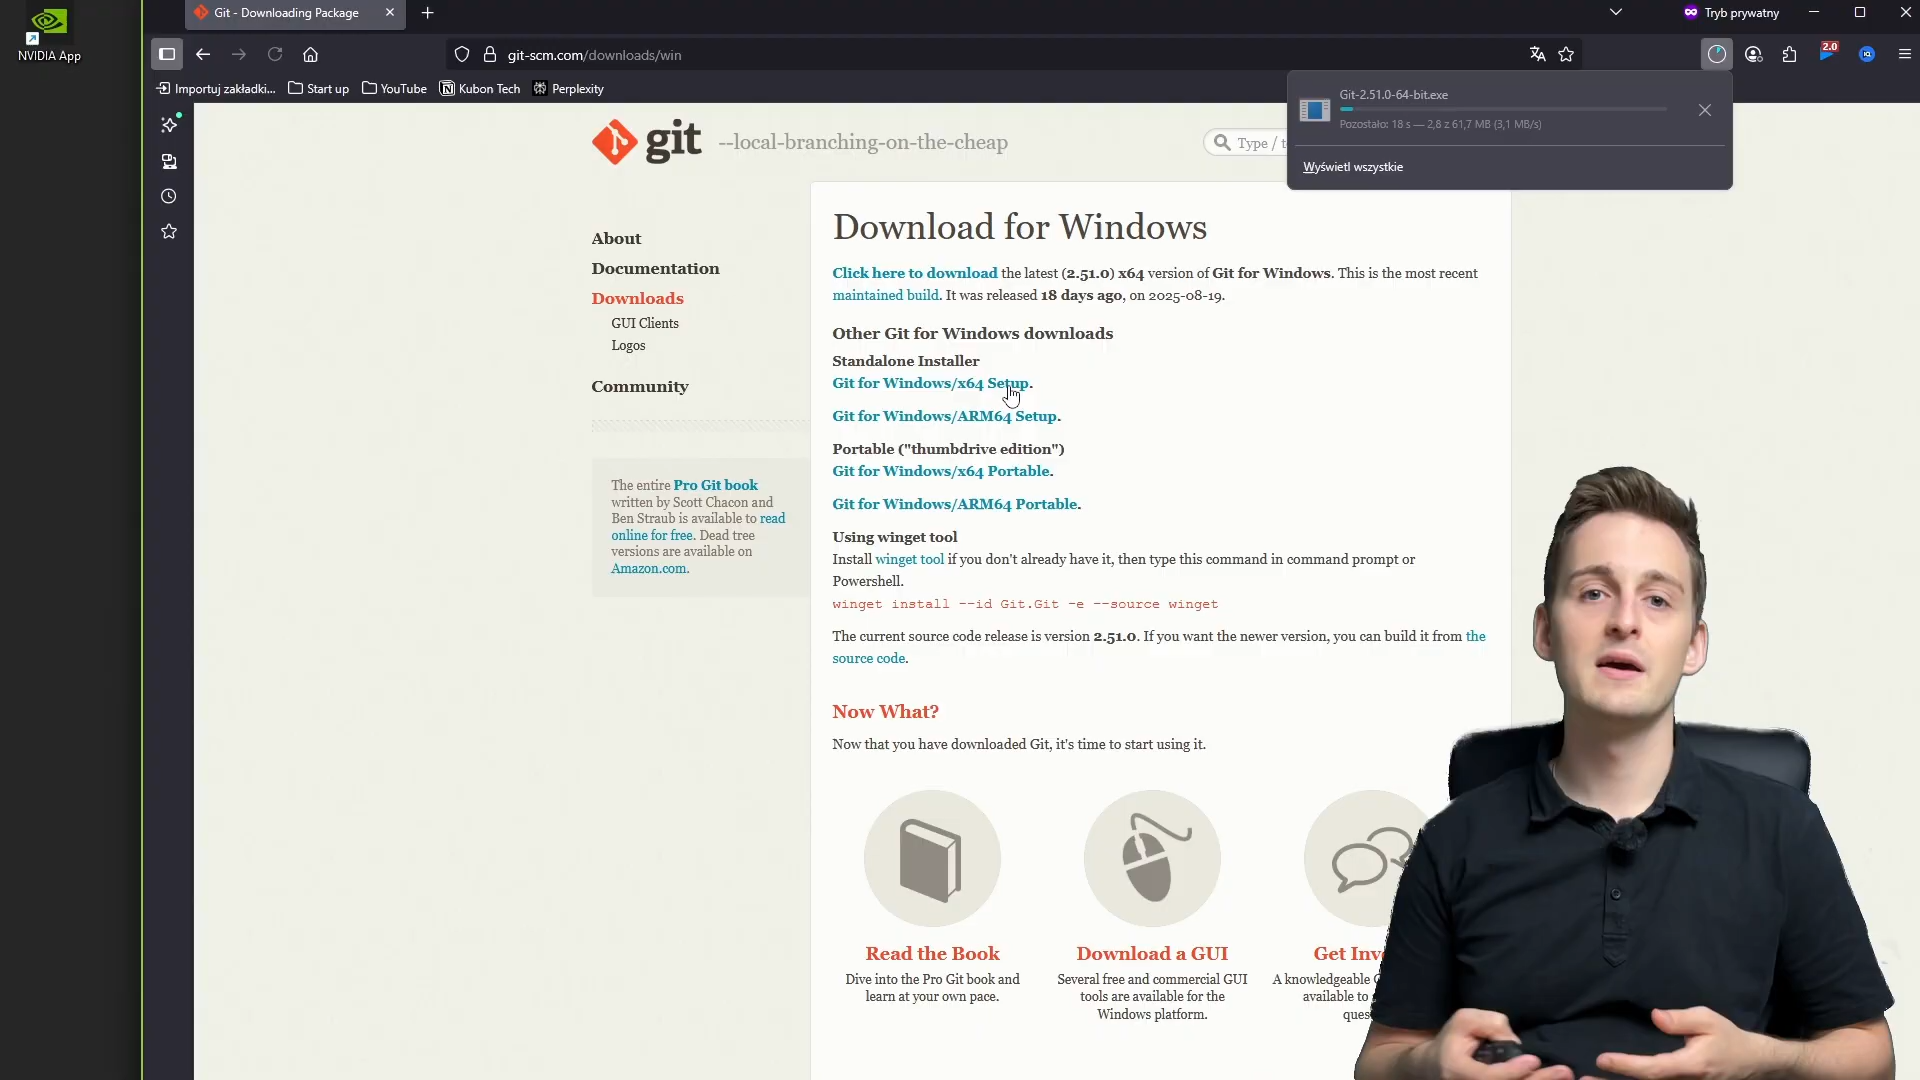 NVIDIA App
Git - Downloading Package
Tryb prywatny
git-scm.com/downloads/win
2.0
Importuj zakładki...
Start up
YouTube
Kubon Tech
Perplexity
Git-2.51.0-64-bit.exe
Pozostało: 18 s — 2,8 z 61,7 MB (3,1 MB/s)
Wyświetl wszystkie
git --local-branching-on-the-cheap
Type / t
About
Documentation
Downloads
GUI Clients
Logos
Community
The entire Pro Git book
written by Scott Chacon and
Ben Straub is available to read
online for free. Dead tree
versions are available on
Amazon.com.
Download for Windows
Click here to download the latest (2.51.0) x64 version of Git for Windows. This is the most recent
maintained build. It was released 18 days ago, on 2025-08-19.
Other Git for Windows downloads
Standalone Installer
Git for Windows/x64 Setup.
Git for Windows/ARM64 Setup.
Portable ("thumbdrive edition")
Git for Windows/x64 Portable.
Git for Windows/ARM64 Portable.
Using winget tool
Install winget tool if you don't already have it, then type this command in command prompt or
Powershell.
winget install --id Git.Git -e --source winget
The current source code release is version 2.51.0. If you want the newer version, you can build it from the
source code.
Now What?
Now that you have downloaded Git, it's time to start using it.
Read the Book
Dive into the Pro Git book and
learn at your own pace.
Download a GUI
Several free and commercial GUI
tools are available for the
Windows platform.
Get Inv
A knowledgeable
available to
ques